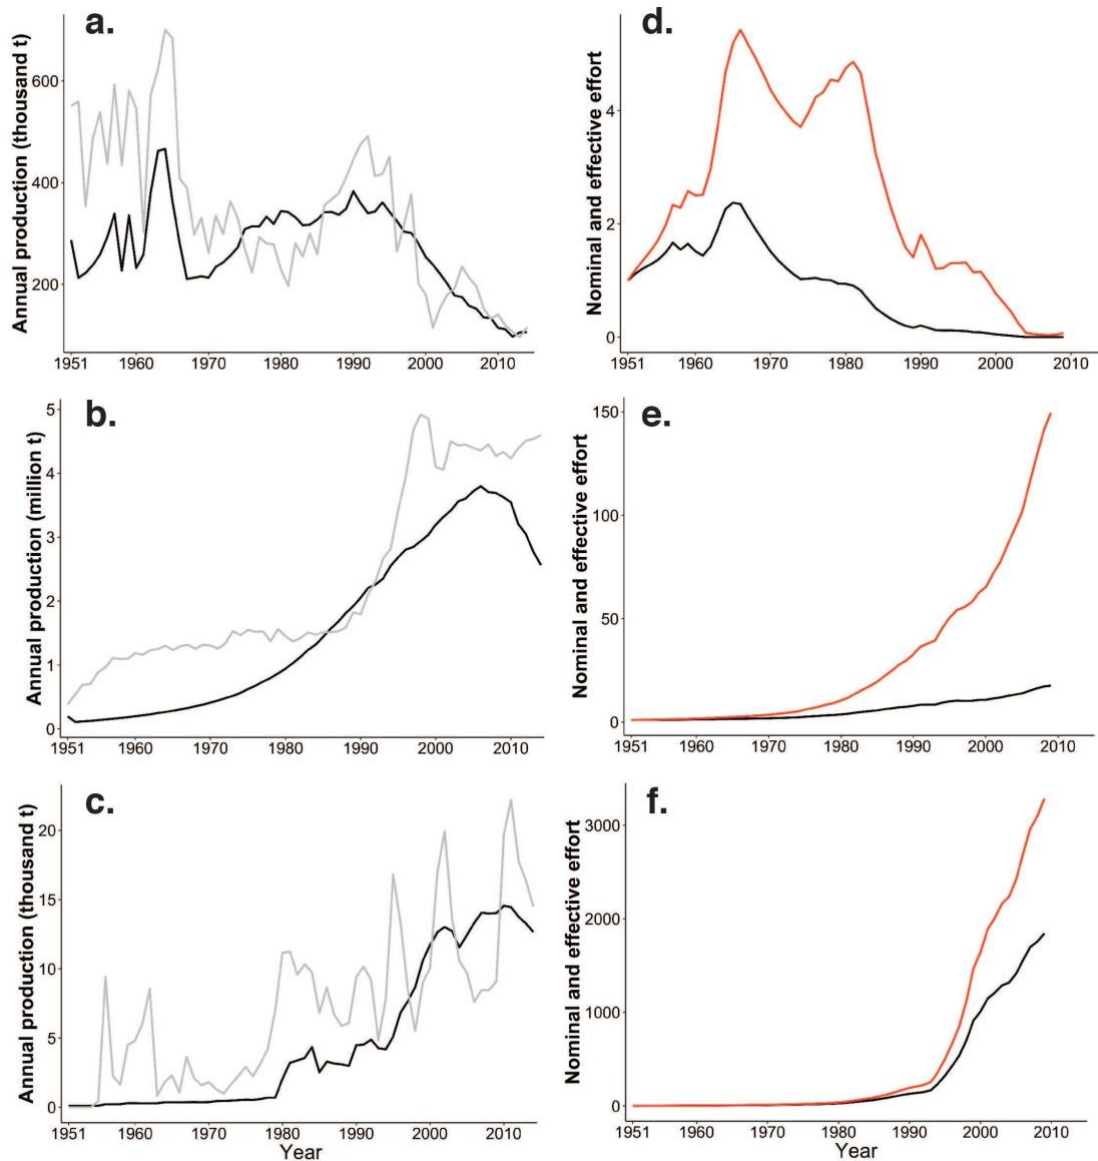 a.
Annual production (thousand t)
600
400
200
1951 1960 1970 1980 1990 2000 2010
d.
Nominal and effective effort
4
2
0
1951 1960 1970 1980 1990 2000 2010
b.
Annual production (million t)
5
4
3
2
1
0
1951 1960 1970 1980 1990 2000 2010
e.
Nominal and effective effort
150
100
50
0
1951 1960 1970 1980 1990 2000 2010
c.
Annual production (thousand t)
20
15
10
5
0
1951 1960 1970 1980 1990 2000 2010
Year
f.
Nominal and effective effort
3000
2000
1000
0
1951 1960 1970 1980 1990 2000 2010
Year